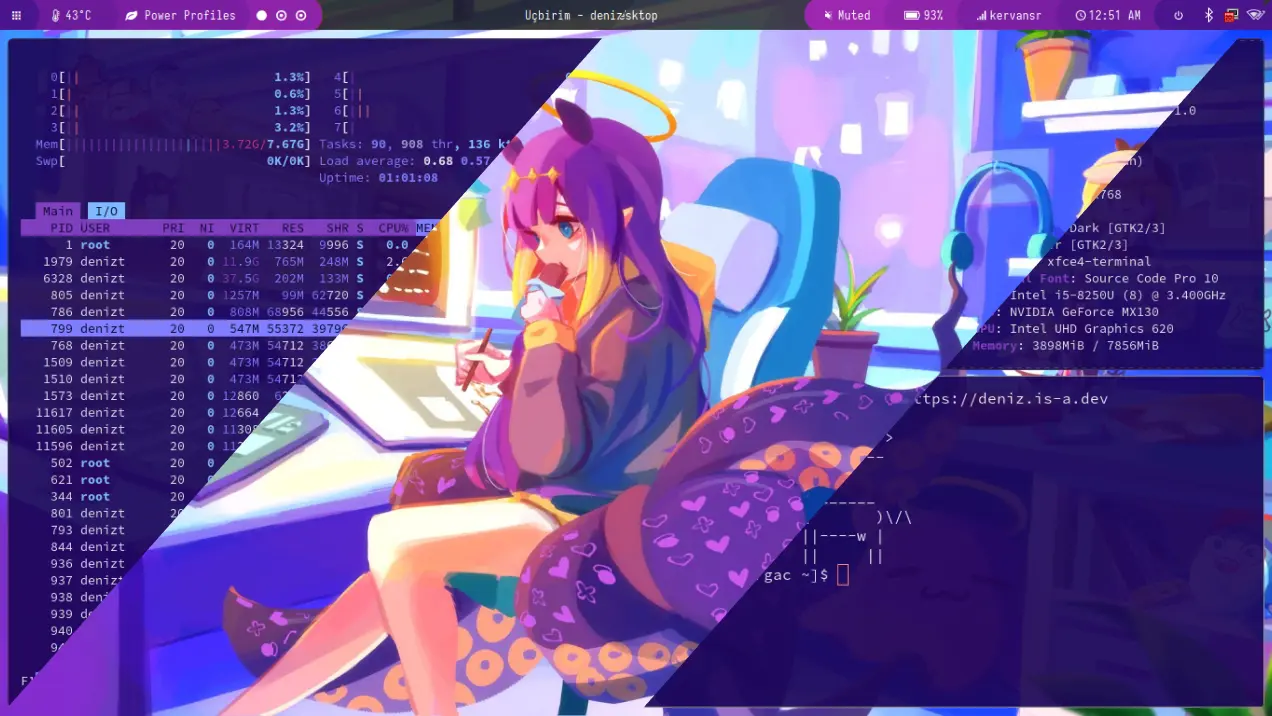 43°C
Power Profiles
Uçbirim - deniz/sktop
Muted
93%
kervansr
12:51 AM
0[|| 1.3%] 4[|
1[| 0.6%] 5[||
2[|| 1.3%] 6[|||
3[|| 3.2%] 7[|
Mem[ 3.72G/7.67G] Tasks: 90, 908 thr, 136 k
Swp[ 0K/0K] Load average: 0.68 0.57
Uptime: 01:01:08
Main I/O
PID USER PRI NI VIRT RES SHR S CPU%
1 root 20 0 164M 13324 9996 S 0.0
1979 denizt 20 0 11.9G 765M 248M S 2.
6328 denizt 20 0 37.5G 202M 133M S
805 denizt 20 0 1257M 99M 62720 S
786 denizt 20 0 808M 68956 44556 S
799 denizt 20 0 547M 55372 39796
768 denizt 20 0 473M 54712
1509 denizt 20 0 473M 54712
1510 denizt 20 0 473M 54712
1573 denizt 20 0 12860
11617 denizt 20 0 12664
11605 denizt 20 0 11308
11596 denizt 20 0
502 root 20 0
621 root 20 0
344 root 20
801 denizt 20
793 denizt 20
844 denizt 20
936 denizt 20
937 denizt
938 den
939 d
940
1.0
768
Dark [GTK2/3]
r [GTK2/3]
xfce4-terminal
Font: Source Code Pro 10
Intel i5-8250U (8) @ 3.400GHz
: NVIDIA GeForce MX130
PU: Intel UHD Graphics 620
Memory: 3898MiB / 7856MiB
ttps://deniz.is-a.dev
>
--
------
)\/\
||----w |
|| ||
gac ~]$